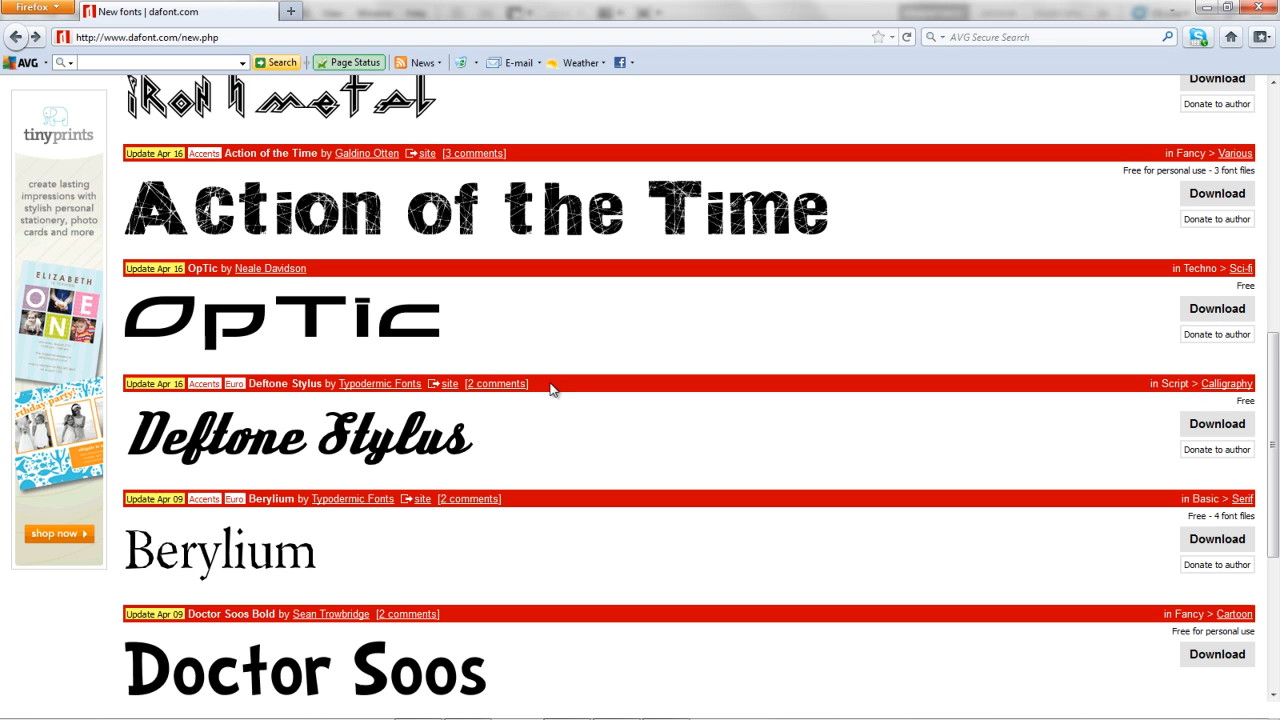 Firefox
New fonts | dafont.com
http://www.dafont.com/new.php
AVG Secure Search
AVG
Search
Page Status
News
E-mail
Weather
Iron Hmetal
Download
Donate to author
tinyprints
create lasting
impressions with
stylish personal
stationery, photo
cards and more
ELIZABETH
O
N E
rthday party!
shop now
Update Apr 16 Accents Action of the Time by Galdino Otten site [3 comments] in Fancy > Various
Free for personal use - 3 font files
Action of the Time
Download
Donate to author
Update Apr 16 OpTic by Neale Davidson in Techno > Sci-fi
Free
OpTic
Download
Donate to author
Update Apr 16 Accents Euro Deftone Stylus by Typodermic Fonts site [2 comments] in Script > Calligraphy
Free
Deftone Stylus
Download
Donate to author
Update Apr 09 Accents Euro Berylium by Typodermic Fonts site [2 comments] in Basic > Serif
Free - 4 font files
Berylium
Download
Donate to author
Update Apr 09 Doctor Soos Bold by Sean Trowbridge [2 comments] in Fancy > Cartoon
Free for personal use
Doctor Soos
Download